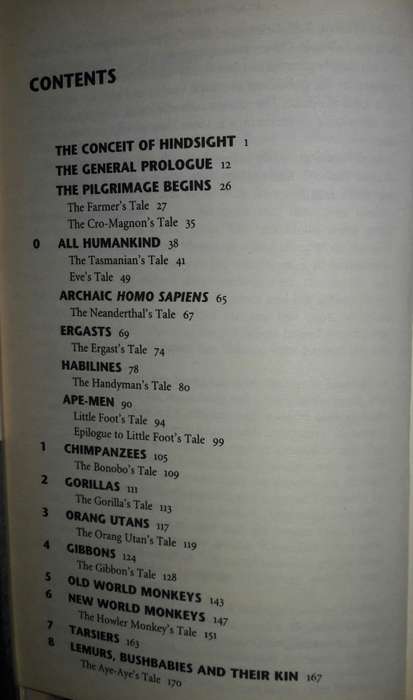 CONTENTS
THE CONCEIT OF HINDSIGHT 1
THE GENERAL PROLOGUE 12
THE PILGRIMAGE BEGINS 26
The Farmer's Tale 27
The Cro-Magnon's Tale 35
0 ALL HUMANKIND 38
The Tasmanian's Tale 41
Eve's Tale 49
ARCHAIC HOMO SAPIENS 65
The Neanderthal's Tale 67
ERGASTS 69
The Ergast's Tale 74
HABILINES 78
The Handyman's Tale 80
APE-MEN 90
Little Foot's Tale 94
Epilogue to Little Foot's Tale 99
1 CHIMPANZEES 105
The Bonobo's Tale 109
2 GORILLAS 111
The Gorilla's Tale 113
3 ORANG UTANS 117
The Orang Utan's Tale 119
4 GIBBONS 124
The Gibbon's Tale 128
5 OLD WORLD MONKEYS 143
6 NEW WORLD MONKEYS 147
The Howler Monkey's Tale 151
7 TARSIERS 163
8 LEMURS, BUSHBABIES AND THEIR KIN 167
The Aye-Aye's Tale 170